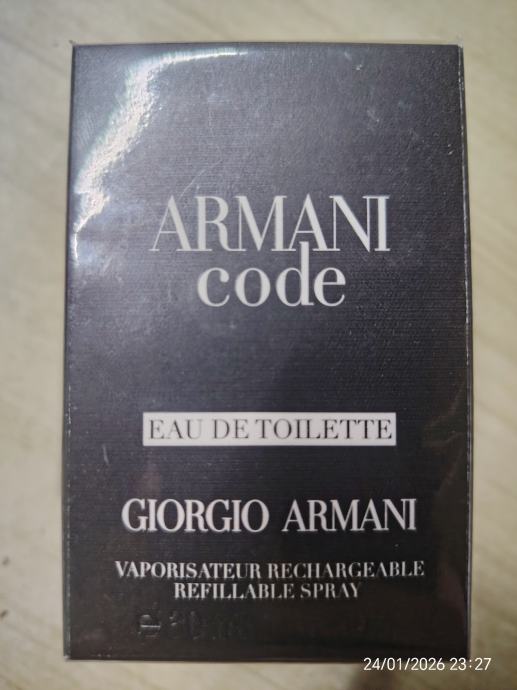 ARMANI
code
EAU DE TOILETTE
GIORGIO ARMANI
VAPORISATEUR RECHARGEABLE
REFILLABLE SPRAY
24/01/2026 23:27